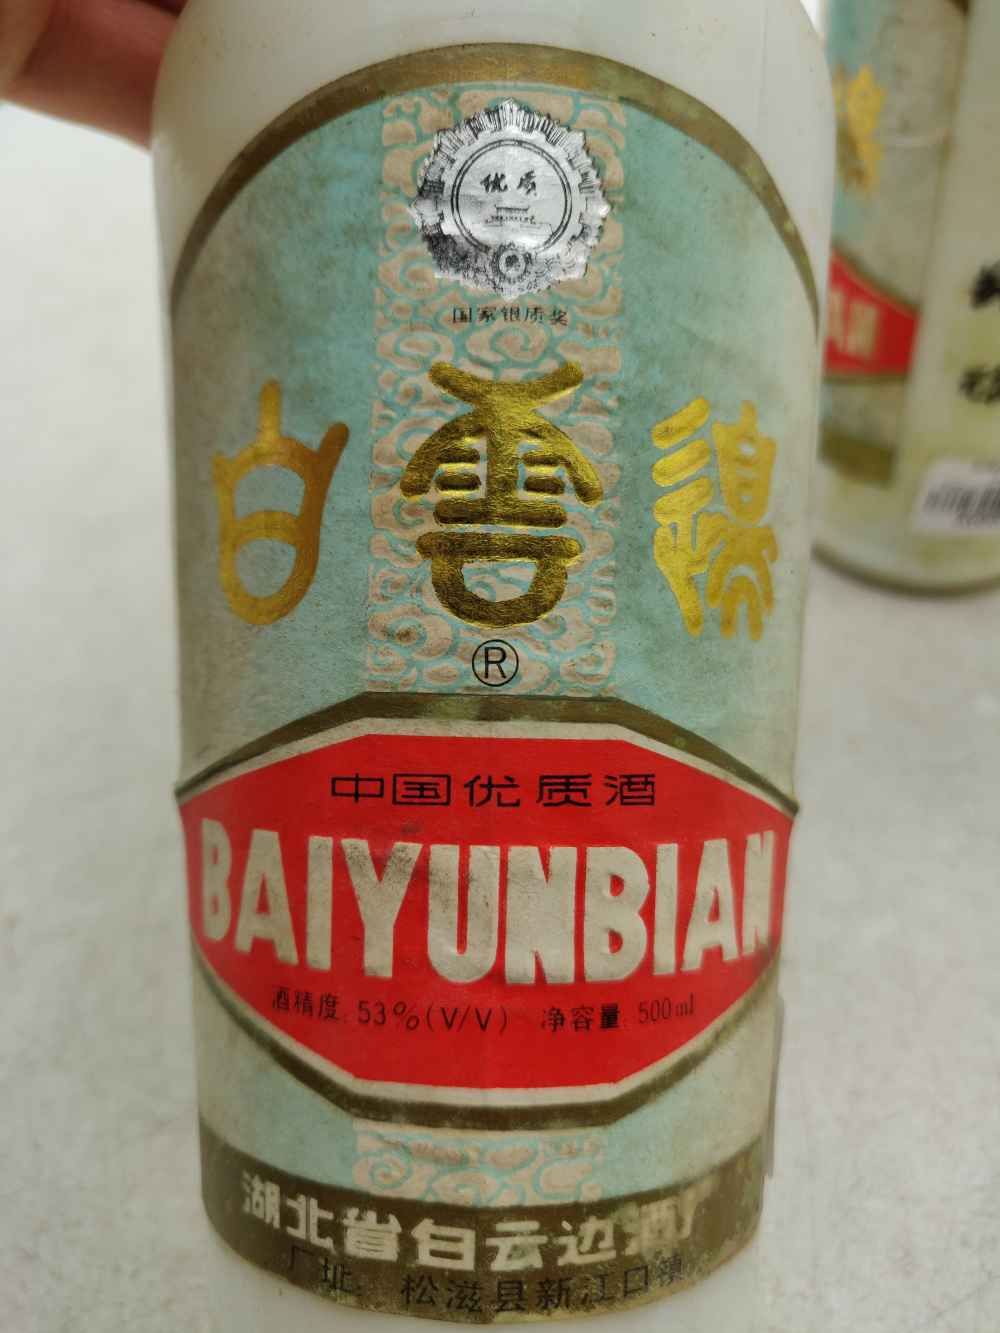 优质
国家银质奖
白雲邊
®
中国优质酒
BAIYUNBIAN
酒精度: 53%(V/V) 净容量: 500ml
湖北省白云边酒厂
厂址 松滋县新江口镇